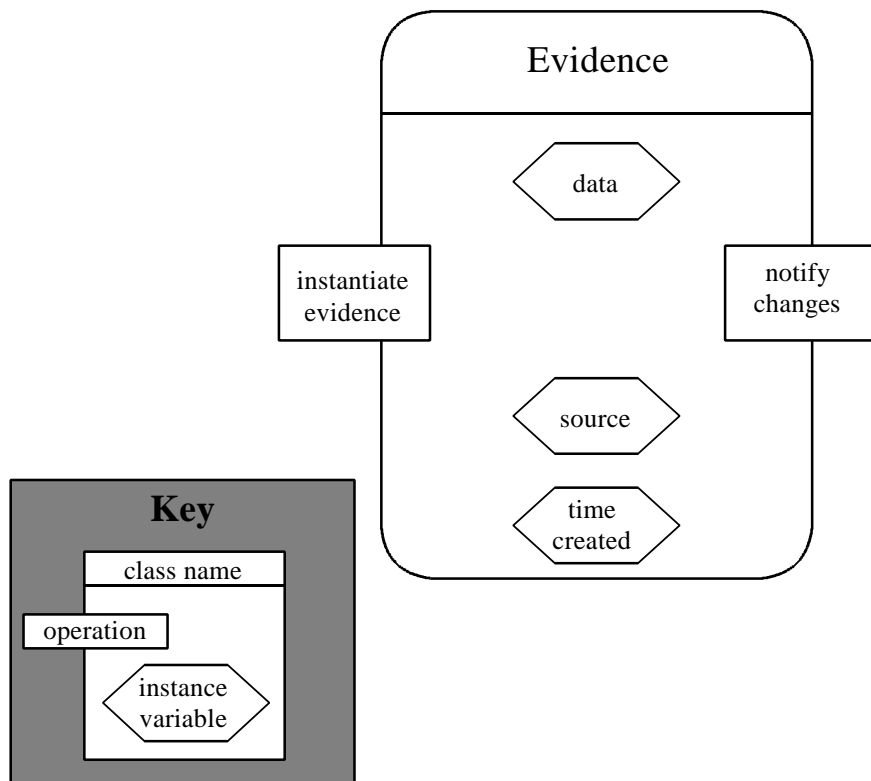 Evidence
data
instantiate
evidence
notify
changes
source
time
created
Key
class name
operation
instance
variable